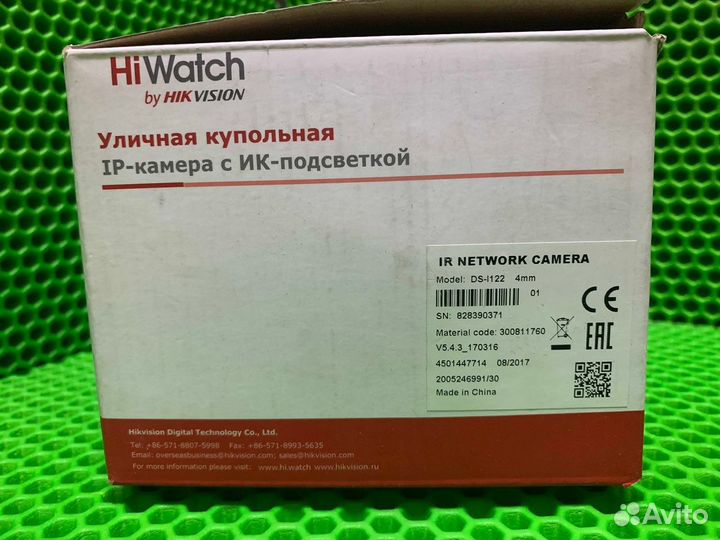 HiWatch
by HIKVISION
Уличная купольная
IP-камера с ИК-подсветкой
IR NETWORK CAMERA
Model: DS-I122 4mm
01
SN: 828390371
Material code: 300811760
V5.4.3_170316
4501447714 08/2017
2005246991/30
Made in China
CE
EAC
Hikvision Digital Technology Co., Ltd.
Tel: +86-571-8807-5998 Fax: +86-571-8993-5635
Email: overseasbusiness@hikvision.com; sales@hikvision.com
For more information please visit: www.hi.watch www.hikvision.ru
Avito